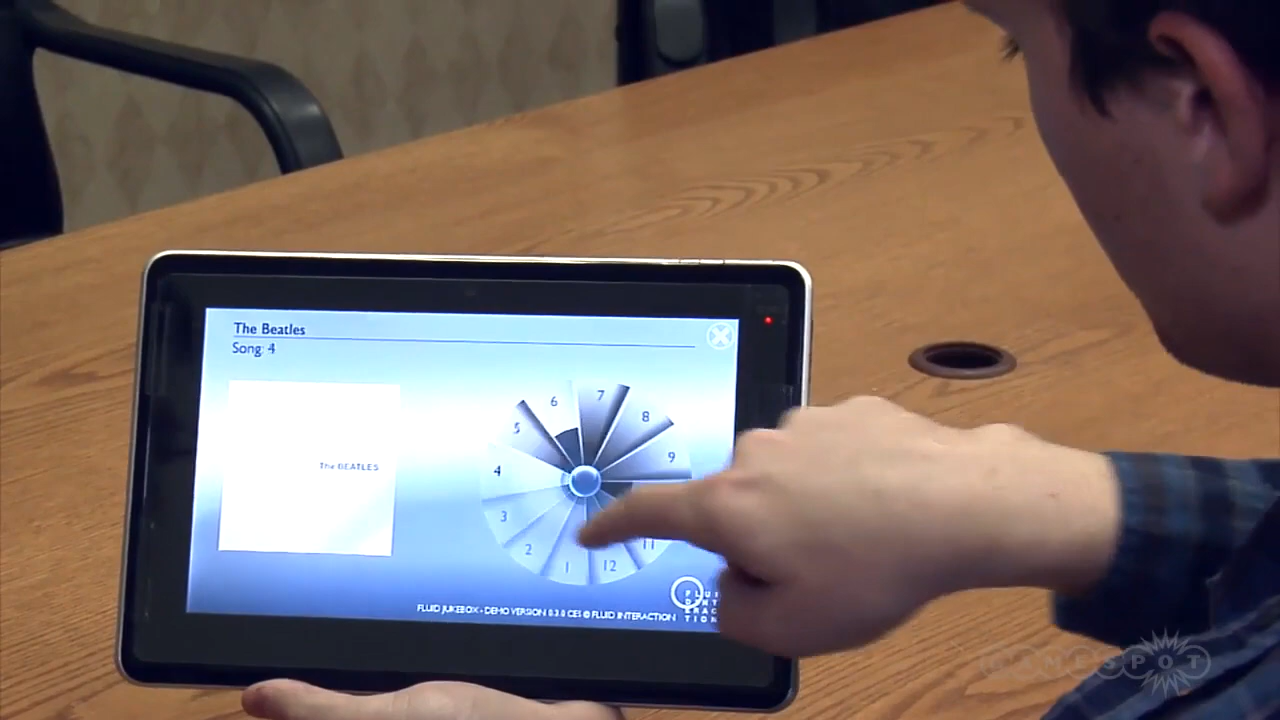 The Beatles
Song: 4
The BEATLES
5
6
7
8
9
4
3
2
1
12
11
FLUID JUKEBOX - DEMO VERSION 0.3.0 CES © FLUID INTERACTION
GAMESPOT